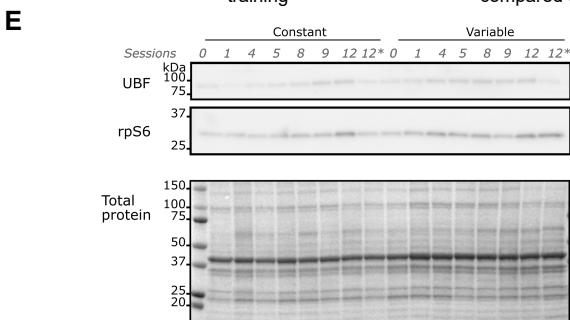 training compared
E
Constant Variable
Sessions 0 1 4 5 8 9 12 12* 0 1 4 5 8 9 12 12*
kDa
UBF 100
75
37
rpS6
25
150
Total 100
protein 75
50
37
25
20